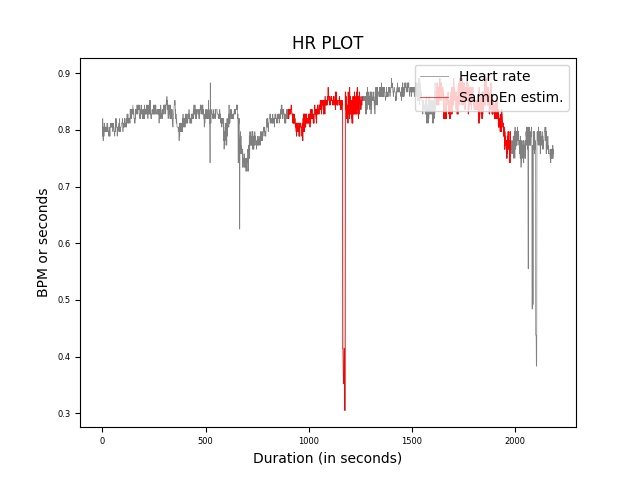 HR PLOT
Heart rate
SampEn estim.
BPM or seconds
0.9
0.8
0.7
0.6
0.5
0.4
0.3
0
500
1000
1500
2000
Duration (in seconds)